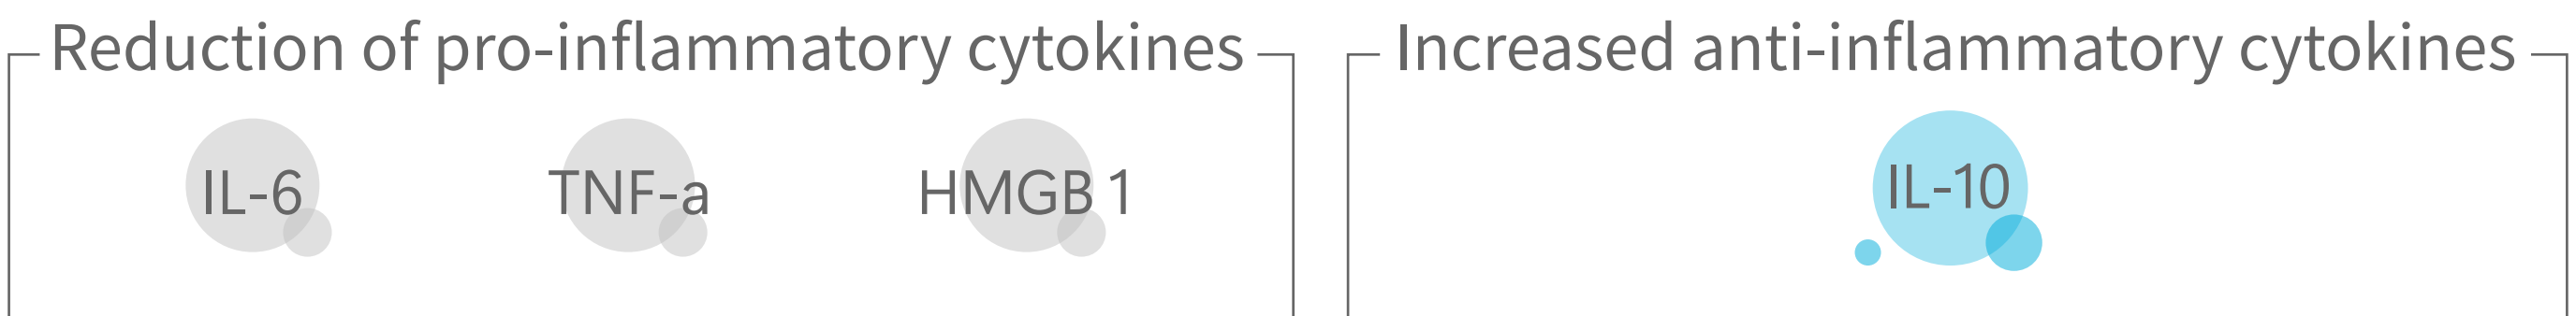 Reduction of pro-inflammatory cytokines
Increased anti-inflammatory cytokines
IL-6
TNF-a
HMGB 1
IL-10